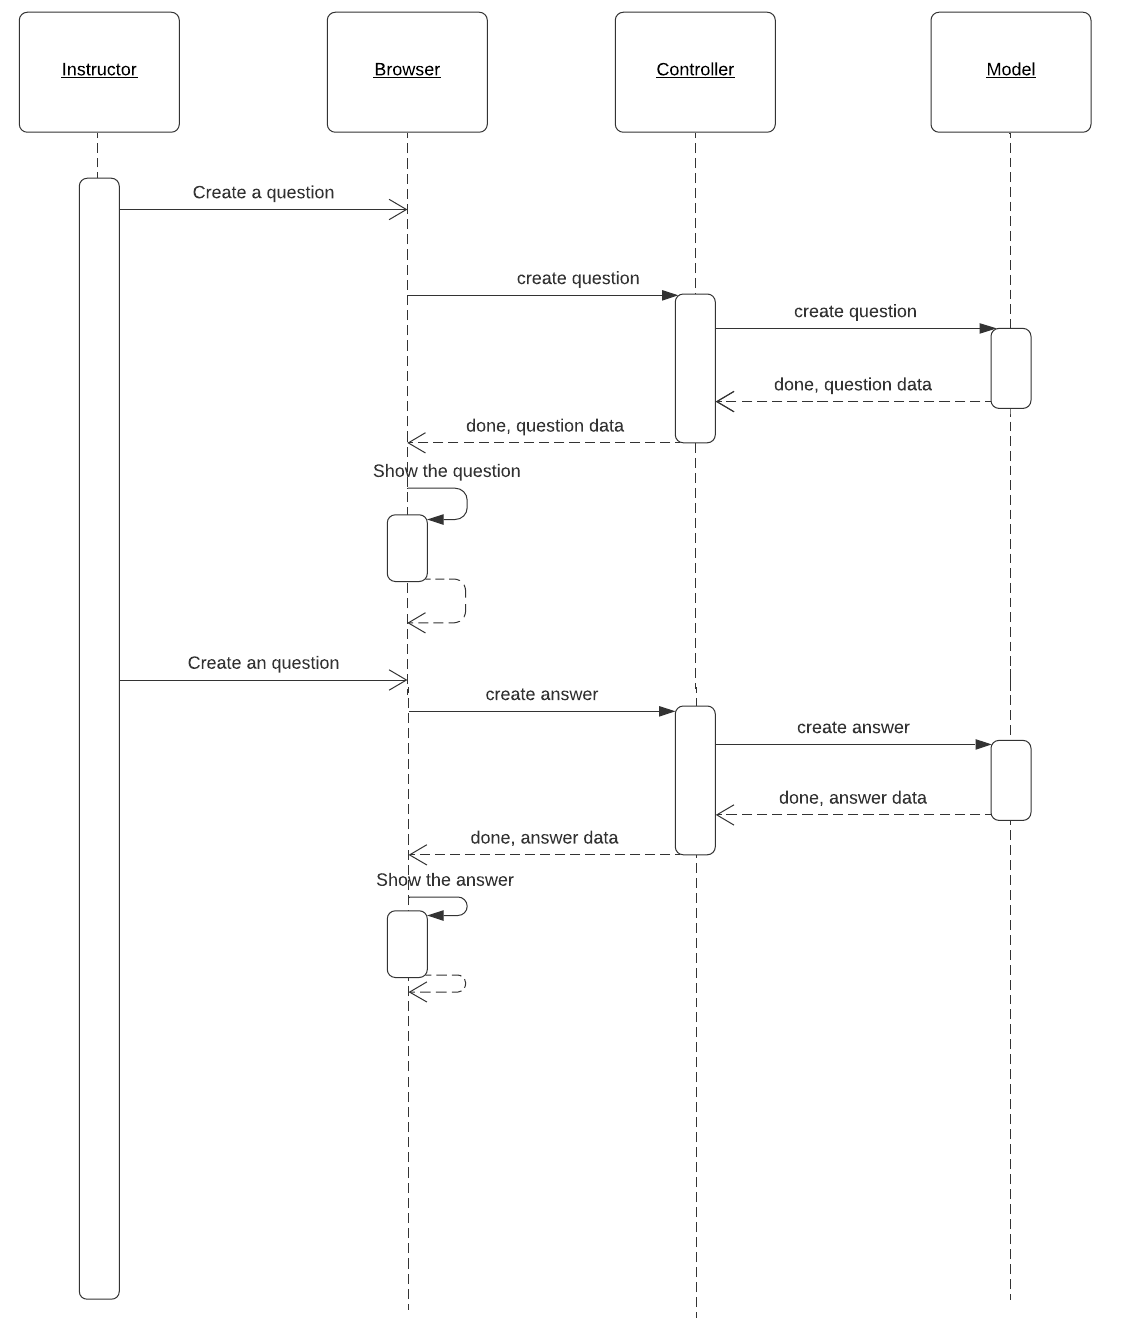 Instructor
Browser
Controller
Model
Create a question
create question
create question
done, question data
done, question data
Show the question
Create an question
create answer
create answer
done, answer data
done, answer data
Show the answer